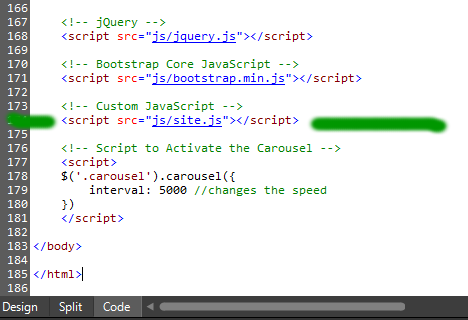 166
167 <!-- jQuery -->
168 <script src="js/jquery.js"></script>
169
170 <!-- Bootstrap Core JavaScript -->
171 <script src="js/bootstrap.min.js"></script>
172
173 <!-- Custom JavaScript -->
<script src="js/site.js"></script>
175
176 <!-- Script to Activate the Carousel -->
177 <script>
178 $('.carousel').carousel({
179 interval: 5000 //changes the speed
180 })
181 </script>
182
183 </body>
184
185 </html>
186
Design Split Code